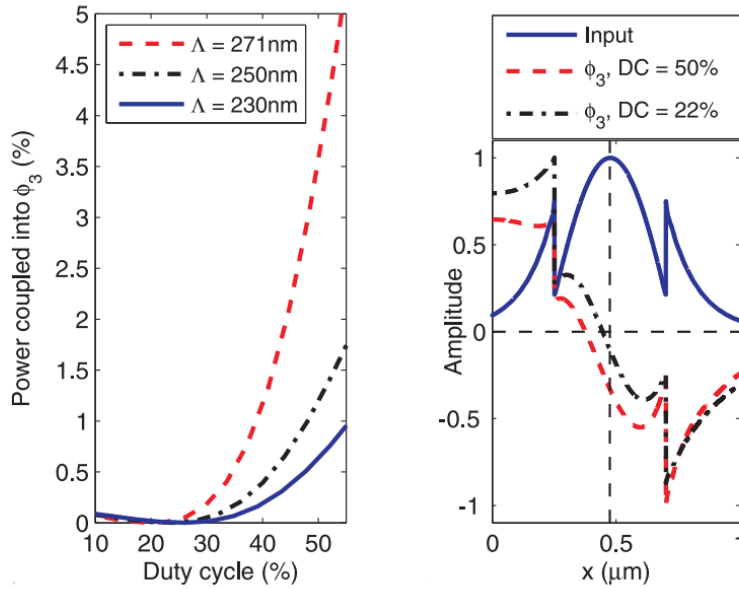 5
4.5
4
3.5
3
2.5
2
1.5
1
0.5
0
10
20
30
40
50
Power coupled into ϕ3 (%)
Duty cycle (%)
Λ = 271nm
Λ = 250nm
Λ = 230nm
Input
ϕ3, DC = 50%
ϕ3, DC = 22%
1
0.5
0
-0.5
-1
0
0.5
1
Amplitude
x (μm)